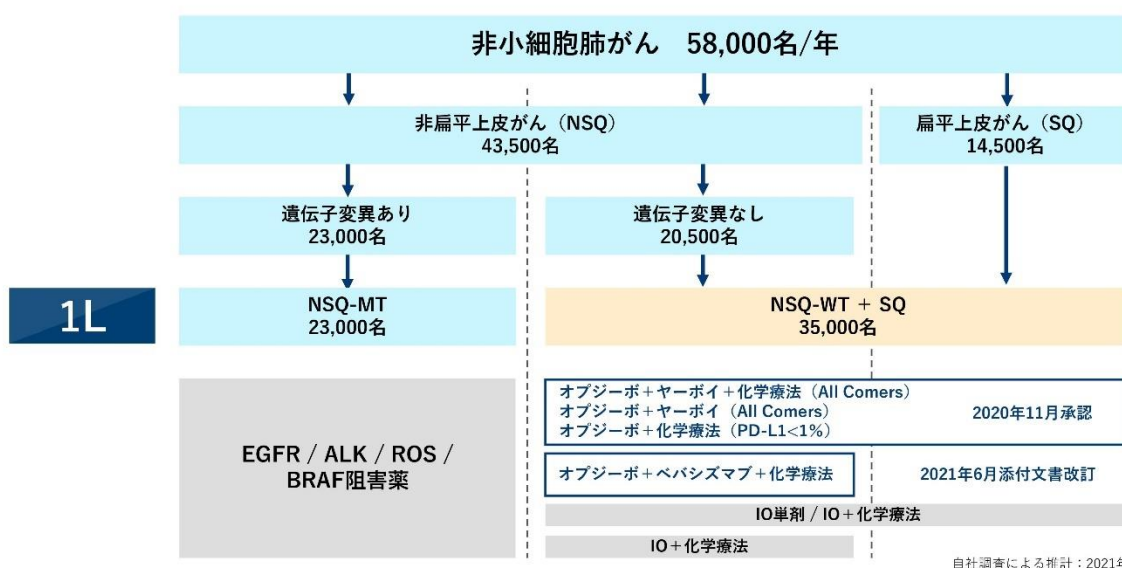 非小細胞肺がん 58,000名/年
非扁平上皮がん（NSQ）
43,500名
扁平上皮がん（SQ）
14,500名
遺伝子変異あり
23,000名
遺伝子変異なし
20,500名
1L
NSQ-MT
23,000名
NSQ-WT + SQ
35,000名
EGFR / ALK / ROS /
BRAF阻害薬
オプジーボ＋ヤーボイ＋化学療法（All Comers）
オプジーボ＋ヤーボイ（All Comers）
オプジーボ＋化学療法（PD-L1<1%）
2020年11月承認
オプジーボ＋ベバシズマブ＋化学療法
2021年6月添付文書改訂
IO単剤 / IO＋化学療法
IO＋化学療法
自社調査による推計：2021年